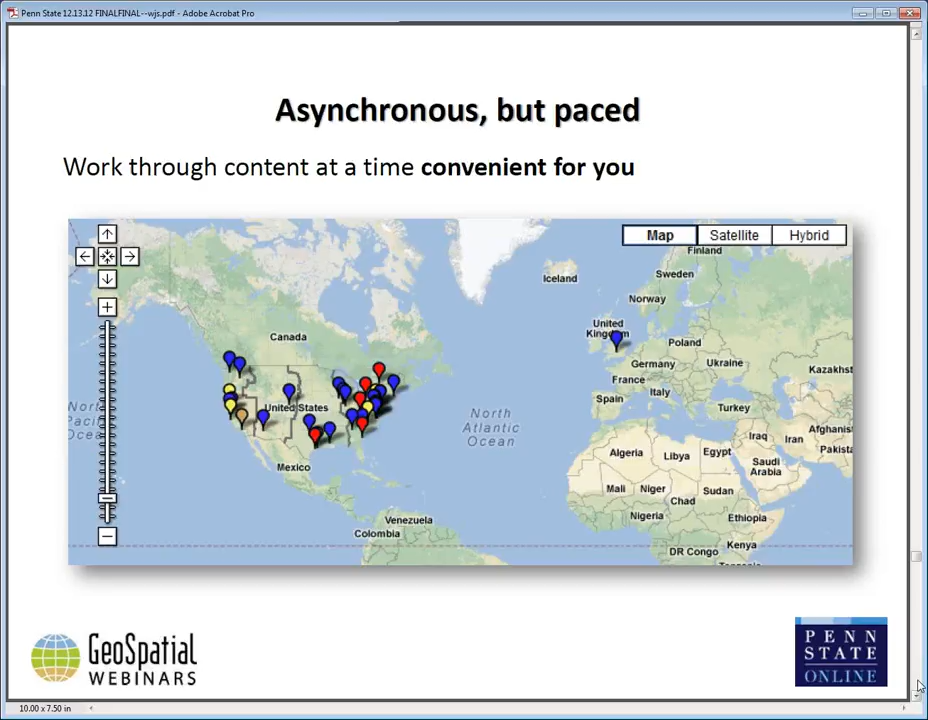 Penn State 12.13.12 FINALFINAL--wjs.pdf - Adobe Acrobat Pro
Asynchronous, but paced
Work through content at a time convenient for you
Map Satellite Hybrid
Finland
Iceland
Sweden
Norway
Canada
United
Kingdom
Poland
Germany
Ukraine
Kazakhst
France
Italy
Spain
Turkey
United States
Nort
Pacific
Ocea
North
Atlantic
Ocean
Iraq
Iran
Afghanis
Pakista
Algeria
Libya
Egypt
Saudi
Arabia
Mexico
Mali
Niger
Chad
Sudan
Nigeria
Ethiopia
Venezuela
Colombia
Kenya
DR Congo
GeoSpatial
WEBINARS
PENN
STATE
ONLINE
10.00 x 7.50 in